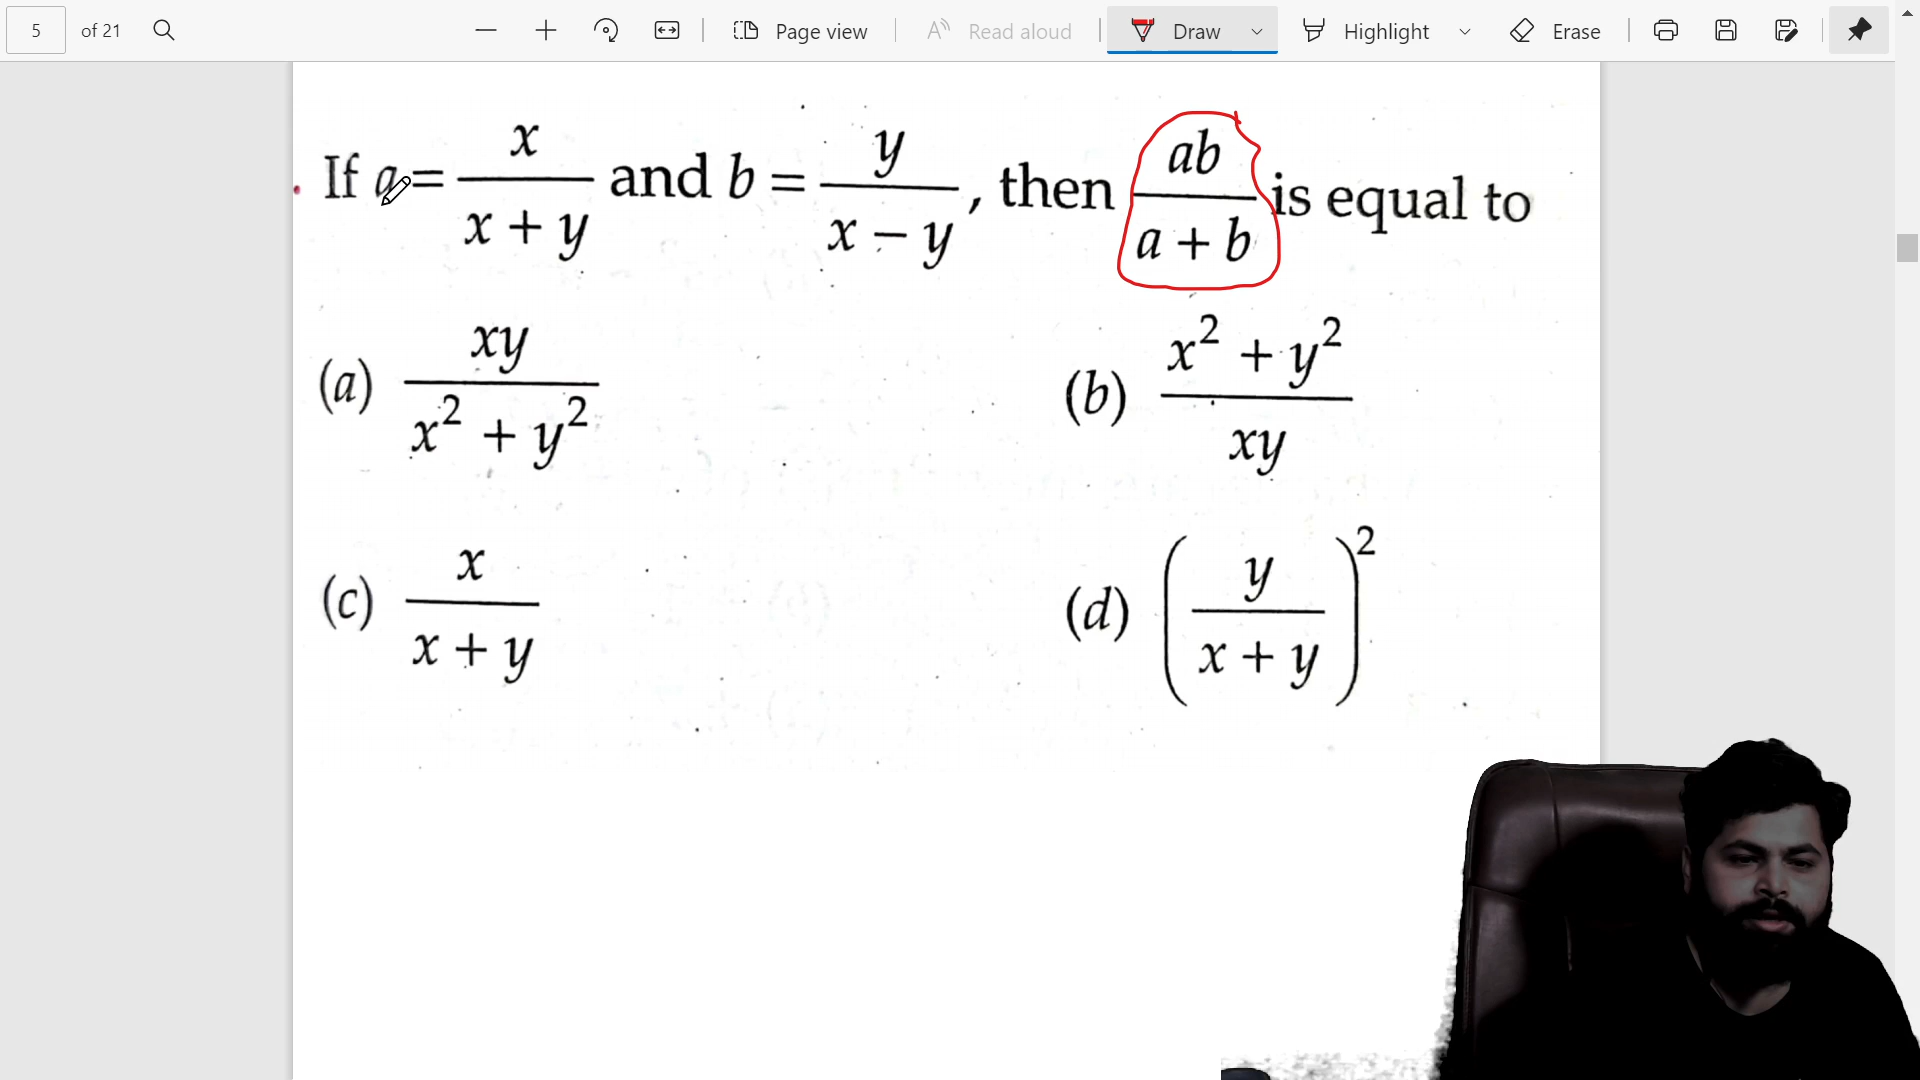 5 of 21 Page view Read aloud Draw Highlight Erase
. If a = x/(x + y) and b = y/(x − y), then ab/(a + b) is equal to
(a) xy/(x² + y²) (b) (x² + y²)/xy
(c) x/(x + y) (d) (y/(x + y))²